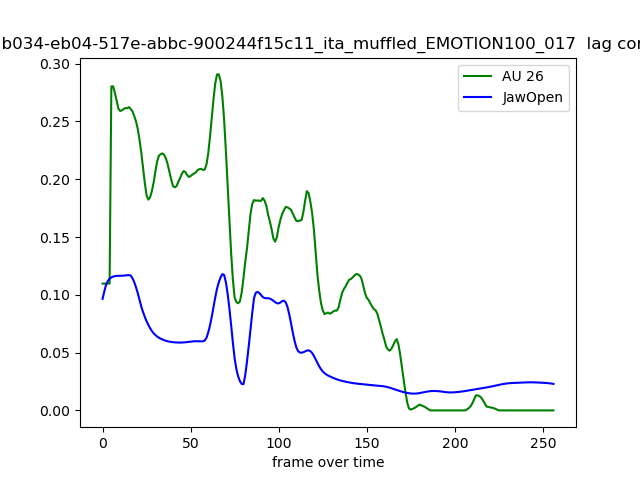 b034-eb04-517e-abbc-900244f15c11_ita_muffled_EMOTION100_017 lag
0.30
AU 26
JawOpen
0.25
0.20
0.15
0.10
0.05
0.00
0 50 100 150 200 250
frame over time